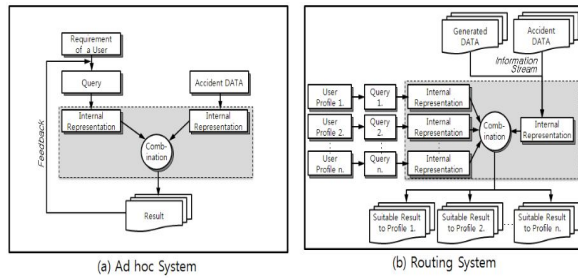 (a)
Requirement
of a User
Query
Accident DATA
Internal
Representation
Internal
Representation
Comb-
ination
Feedback
Result
(a) Ad hoc System
(b)
Generated
DATA
Accident
DATA
Information
Stream
User
Profile 1.
Query
1.
Internal
Representation
User
Profile 2.
Query
2.
Internal
Representation
Comb-
ination
Internal
Representation
User
Profile n.
Query
n.
Internal
Representation
Suitable Result
to Profile 1.
Suitable Result
to Profile 2.
Suitable Result
to Profile n.
(b) Routing System